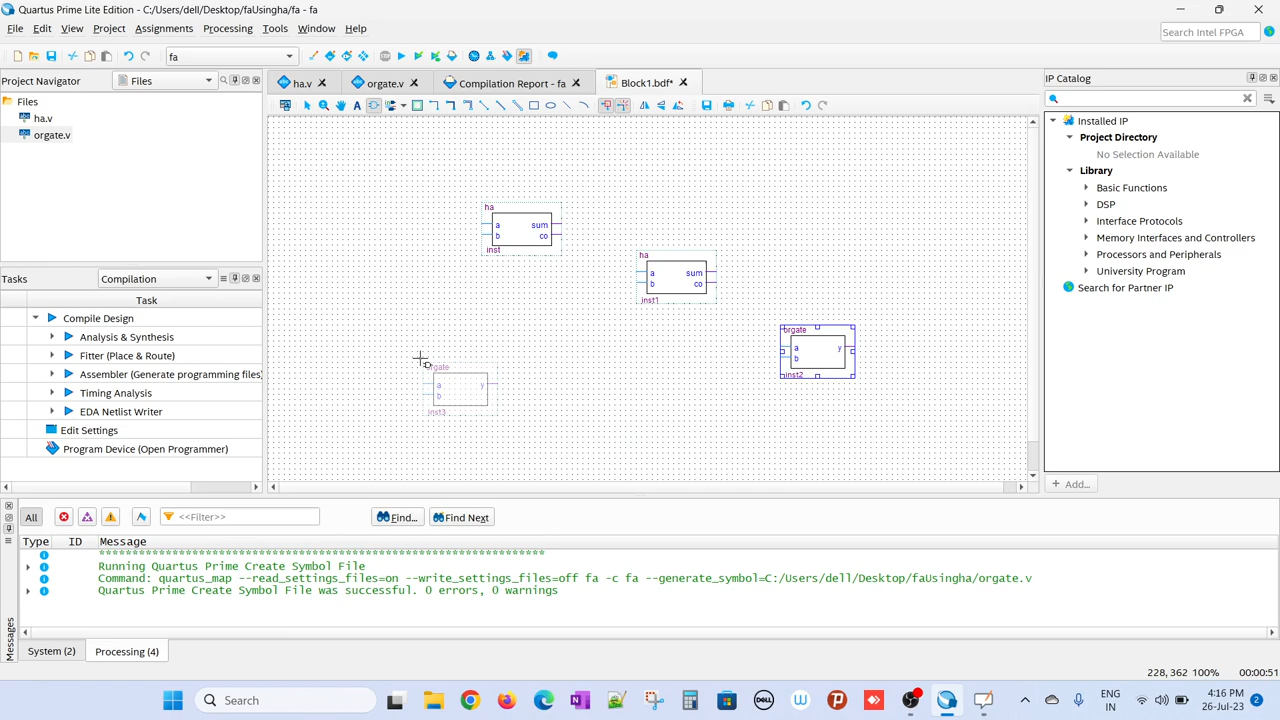 Quartus Prime Lite Edition - C:/Users/dell/Desktop/faUsingha/fa - fa
File Edit View Project Assignments Processing Tools Window Help
Search Intel FPGA
fa
Project Navigator
Files
ha.v
orgate.v
Compilation Report - fa
Block1.bdf*
IP Catalog
Files
ha.v
orgate.v
Installed IP
Project Directory
No Selection Available
Library
Basic Functions
DSP
Interface Protocols
Memory Interfaces and Controllers
Processors and Peripherals
University Program
Search for Partner IP
Add...
ha
a sum
b co
inst
ha
a sum
b co
inst1
orgate
a y
b
inst2
orgate
a y
b
inst3
Tasks
Compilation
Task
Compile Design
Analysis & Synthesis
Fitter (Place & Route)
Assembler (Generate programming files)
Timing Analysis
EDA Netlist Writer
Edit Settings
Program Device (Open Programmer)
All
<<Filter>>
Find...
Find Next
Type ID Message
*******************************************************************
Running Quartus Prime Create Symbol File
Command: quartus_map --read_settings_files=on --write_settings_files=off fa -c fa --generate_symbol=C:/Users/dell/Desktop/faUsingha/orgate.v
Quartus Prime Create Symbol File was successful. 0 errors, 0 warnings
Messages
System (2)
Processing (4)
228, 362 100% 00:00:51
Search
ENG
IN
4:16 PM
26-Jul-23
2